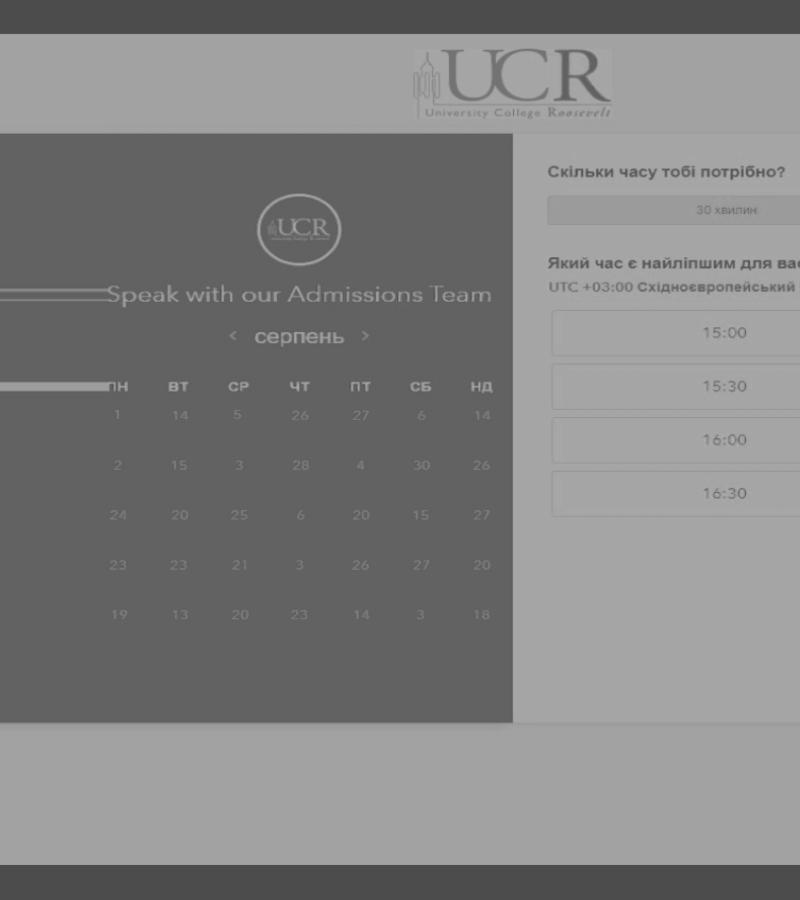 UCR
University College Roosevelt
UCR
Speak with our Admissions Team
< серпень >
ПН ВТ СР ЧТ ПТ СБ НД
1 14 5 26 27 6 14
2 15 3 28 4 30 26
24 20 25 6 20 15 27
23 23 21 3 26 27 20
19 13 20 23 14 3 18
Скільки часу тобі потрібно?
30 хвилин
Який час є найліпшим для вас
UTC +03:00 Східноєвропейський
15:00
15:30
16:00
16:30